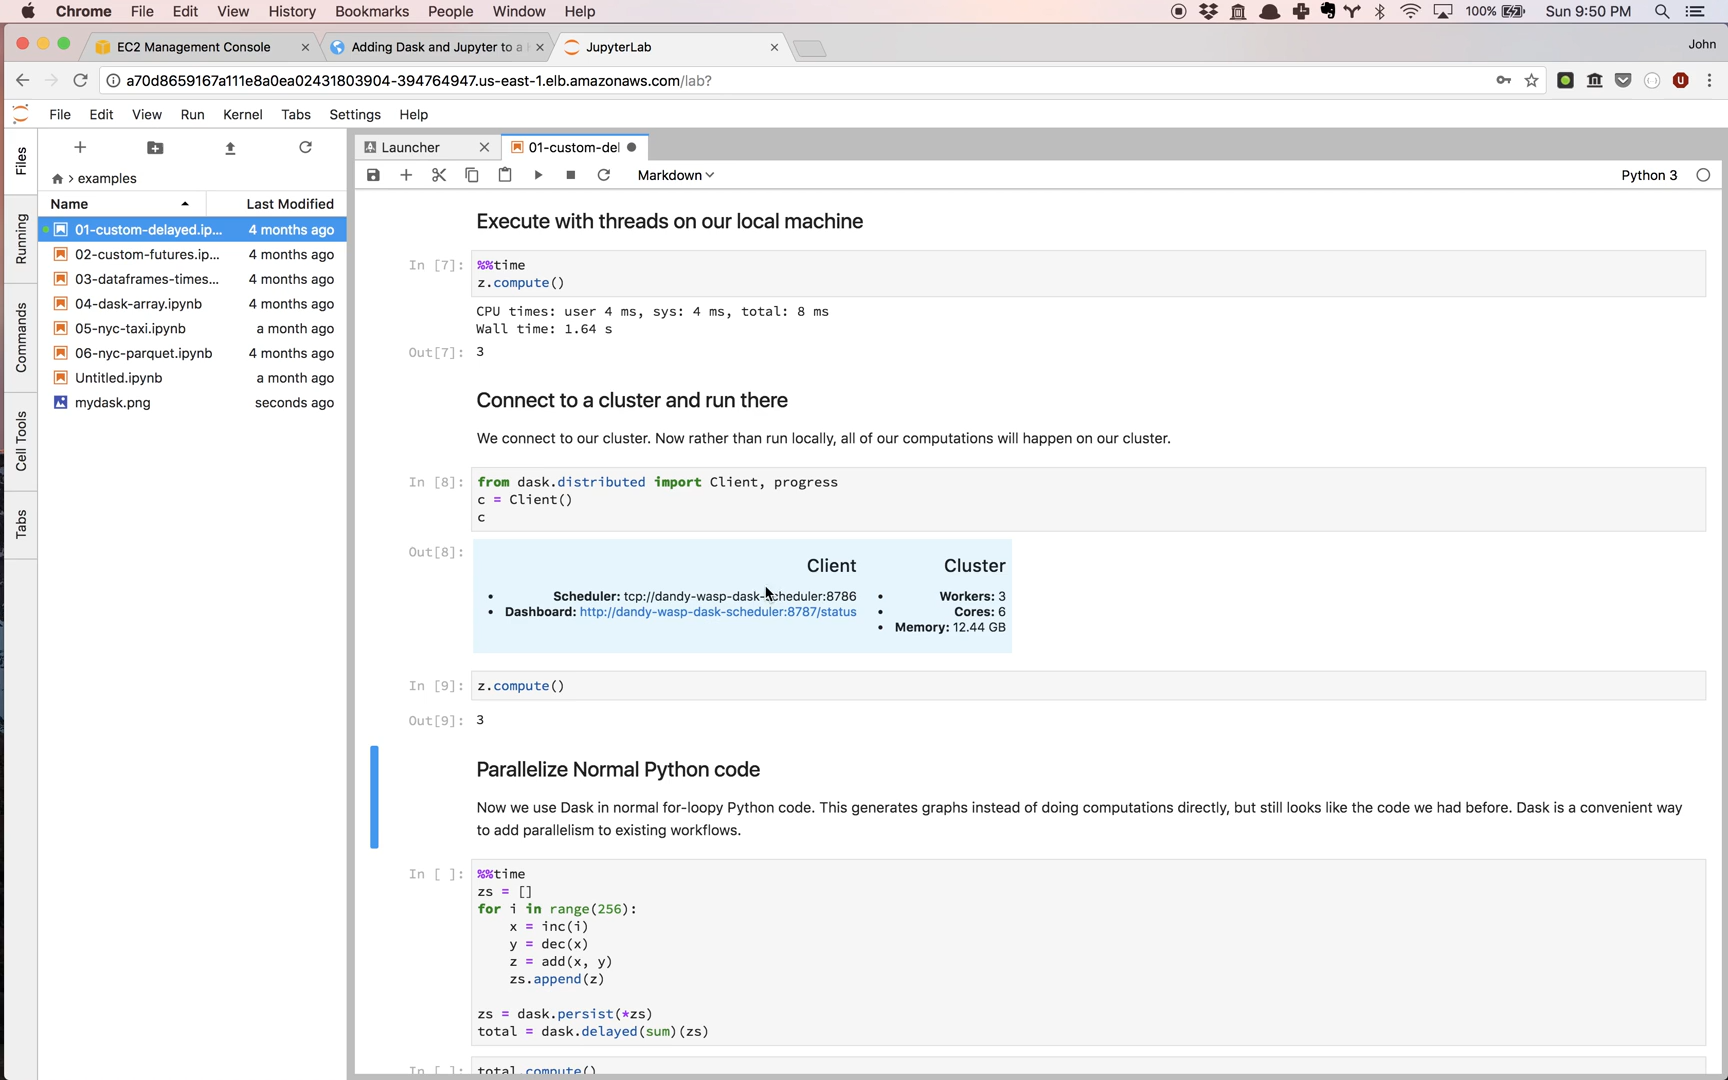 Chrome File Edit View History Bookmarks People Window Help 100% Sun 9:50 PM
EC2 Management Console Adding Dask and Jupyter to a JupyterLab John
a70d8659167a111e8a0ea02431803904-394764947.us-east-1.elb.amazonaws.com/lab?
File Edit View Run Kernel Tabs Settings Help
Files
Running
Commands
Cell Tools
Tabs
examples
Name Last Modified
01-custom-delayed.ip... 4 months ago
02-custom-futures.ip... 4 months ago
03-dataframes-times... 4 months ago
04-dask-array.ipynb 4 months ago
05-nyc-taxi.ipynb a month ago
06-nyc-parquet.ipynb 4 months ago
Untitled.ipynb a month ago
mydask.png seconds ago
Launcher 01-custom-del
Markdown Python 3
Execute with threads on our local machine
In [7]: %%time
z.compute()
CPU times: user 4 ms, sys: 4 ms, total: 8 ms
Wall time: 1.64 s
Out[7]: 3
Connect to a cluster and run there
We connect to our cluster. Now rather than run locally, all of our computations will happen on our cluster.
In [8]: from dask.distributed import Client, progress
c = Client()
c
Out[8]: Client Cluster
• Scheduler: tcp://dandy-wasp-dask-scheduler:8786 • Workers: 3
• Dashboard: http://dandy-wasp-dask-scheduler:8787/status • Cores: 6
• Memory: 12.44 GB
In [9]: z.compute()
Out[9]: 3
Parallelize Normal Python code
Now we use Dask in normal for-loopy Python code. This generates graphs instead of doing computations directly, but still looks like the code we had before. Dask is a convenient way
to add parallelism to existing workflows.
In [ ]: %%time
zs = []
for i in range(256):
x = inc(i)
y = dec(x)
z = add(x, y)
zs.append(z)
zs = dask.persist(*zs)
total = dask.delayed(sum)(zs)
In [ ]: total.compute()